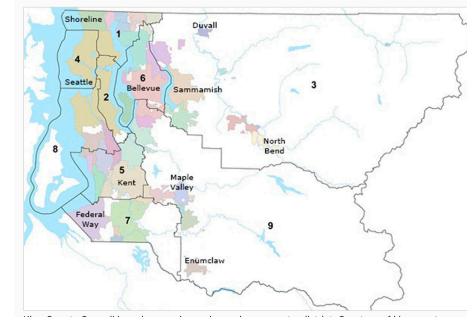 Shoreline
1
Duvall
4
6
Seattle
Bellevue
Sammamish
3
2
North
Bend
8
5
Kent
Maple
Valley
Federal
Way
7
9
Enumclaw